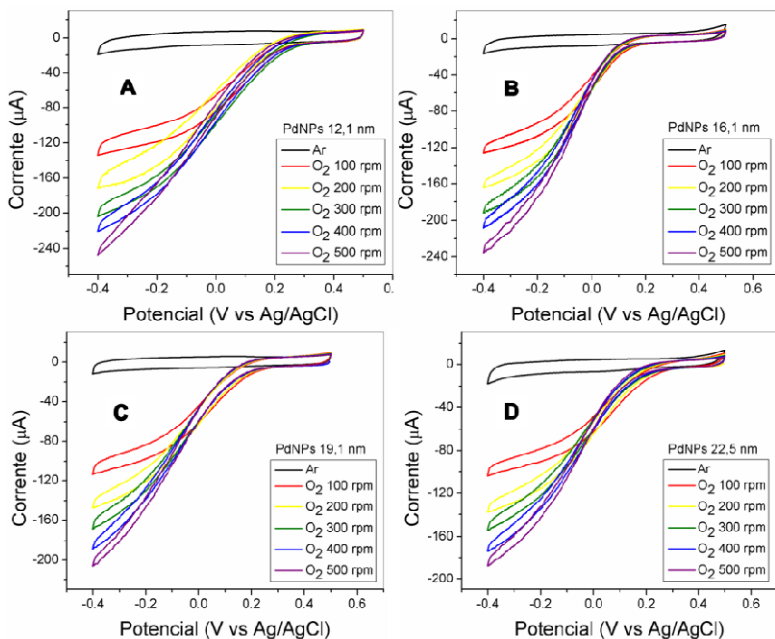 A
PdNPs 12,1 nm
Ar
O2 100 rpm
O2 200 rpm
O2 300 rpm
O2 400 rpm
O2 500 rpm
0
-40
-80
-120
-160
-200
-240
Corrente (µA)
-0.4 -0.2 0.0 0.2 0.4 0.6
Potencial (V vs Ag/AgCl)
B
PdNPs 16,1 nm
Ar
O2 100 rpm
O2 200 rpm
O2 300 rpm
O2 400 rpm
O2 500 rpm
0
-40
-80
-120
-160
-200
-240
Corrente (µA)
-0.4 -0.2 0.0 0.2 0.4 0.6
Potencial (V vs Ag/AgCl)
C
PdNPs 19,1 nm
Ar
O2 100 rpm
O2 200 rpm
O2 300 rpm
O2 400 rpm
O2 500 rpm
0
-40
-80
-120
-160
-200
Corrente (µA)
-0.4 -0.2 0.0 0.2 0.4 0.6
Potencial (V vs Ag/AgCl)
D
PdNPs 22,5 nm
Ar
O2 100 rpm
O2 200 rpm
O2 300 rpm
O2 400 rpm
O2 500 rpm
0
-40
-80
-120
-160
-200
Corrente (µA)
-0.4 -0.2 0.0 0.2 0.4 0.6
Potencial (V vs Ag/AgCl)